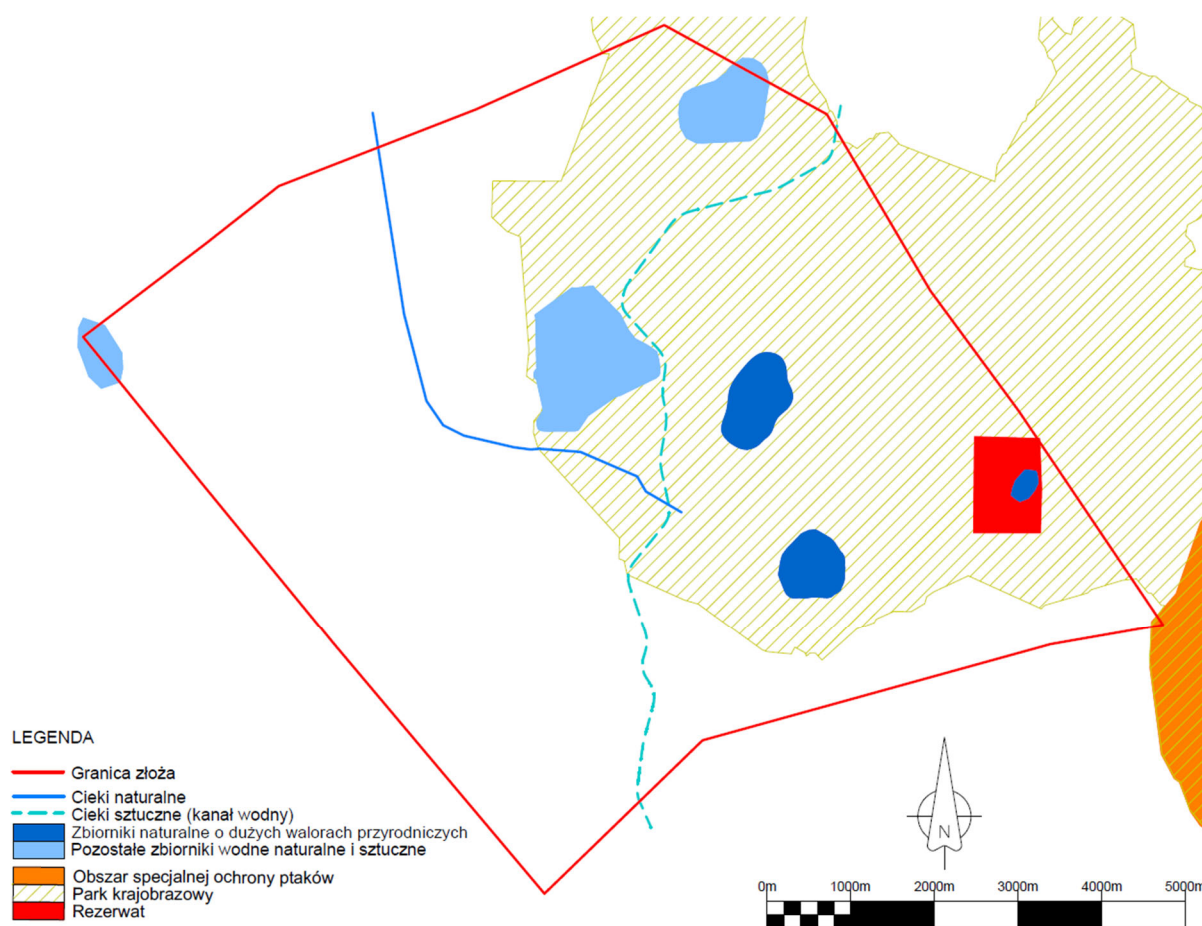 LEGENDA
Granica złoża
Cieki naturalne
Cieki sztuczne (kanał wodny)
Zbiorniki naturalne o dużych walorach przyrodniczych
Pozostałe zbiorniki wodne naturalne i sztuczne
Obszar specjalnej ochrony ptaków
Park krajobrazowy
Rezerwat
N
0m 1000m 2000m 3000m 4000m 5000m